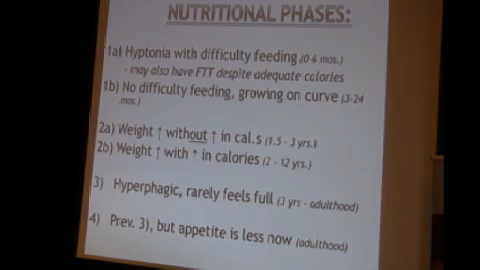 NUTRITIONAL PHASES:
1a) Hyptonia with difficulty feeding (0-6 mos.)
- may also have FTT despite adequate calories
1b) No difficulty feeding, growing on curve (3-24
mos.)
2a) Weight ↑ without ↑ in cal.s (1.5 - 3 yrs.)
2b) Weight ↑ with ↑ in calories (2 - 12 yrs.)
3) Hyperphagic, rarely feels full (3 yrs - adulthood)
4) Prev. 3), but appetite is less now (adulthood)